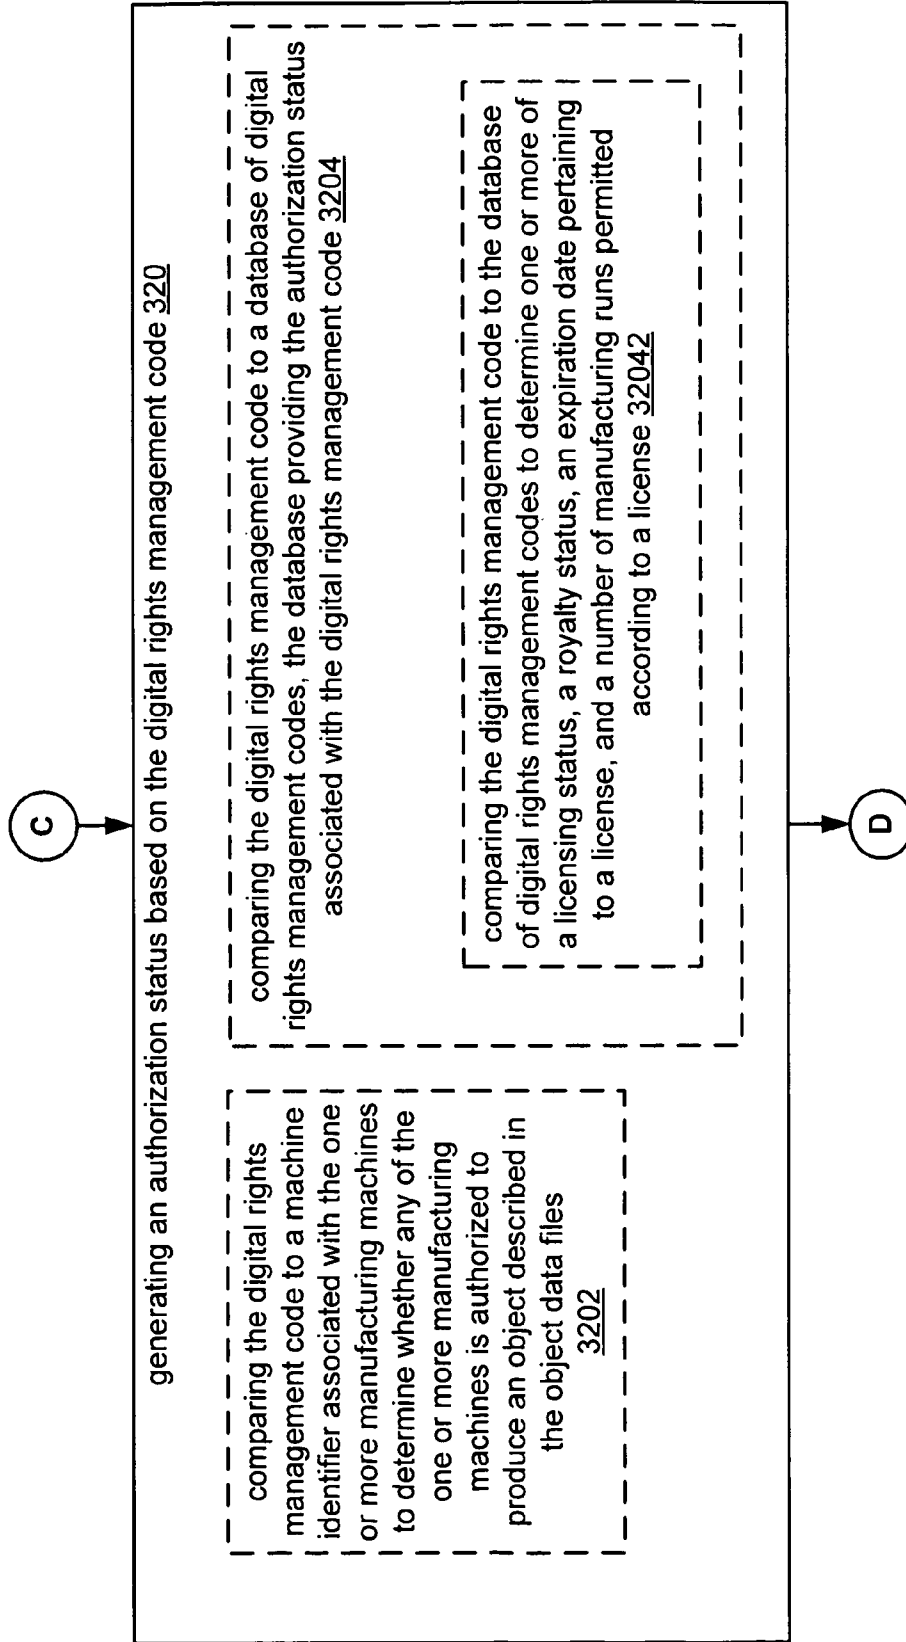 C
generating an authorization status based on the digital rights management code 320
comparing the digital rights
management code to a machine
identifier associated with the one
or more manufacturing machines
to determine whether any of the
one or more manufacturing
machines is authorized to
produce an object described in
the object data files
3202
comparing the digital rights management code to a database of digital
rights management codes, the database providing the authorization status
associated with the digital rights management code 3204
comparing the digital rights management code to the database
of digital rights management codes to determine one or more of
a licensing status, a royalty status, an expiration date pertaining
to a license, and a number of manufacturing runs permitted
according to a license 32042
D